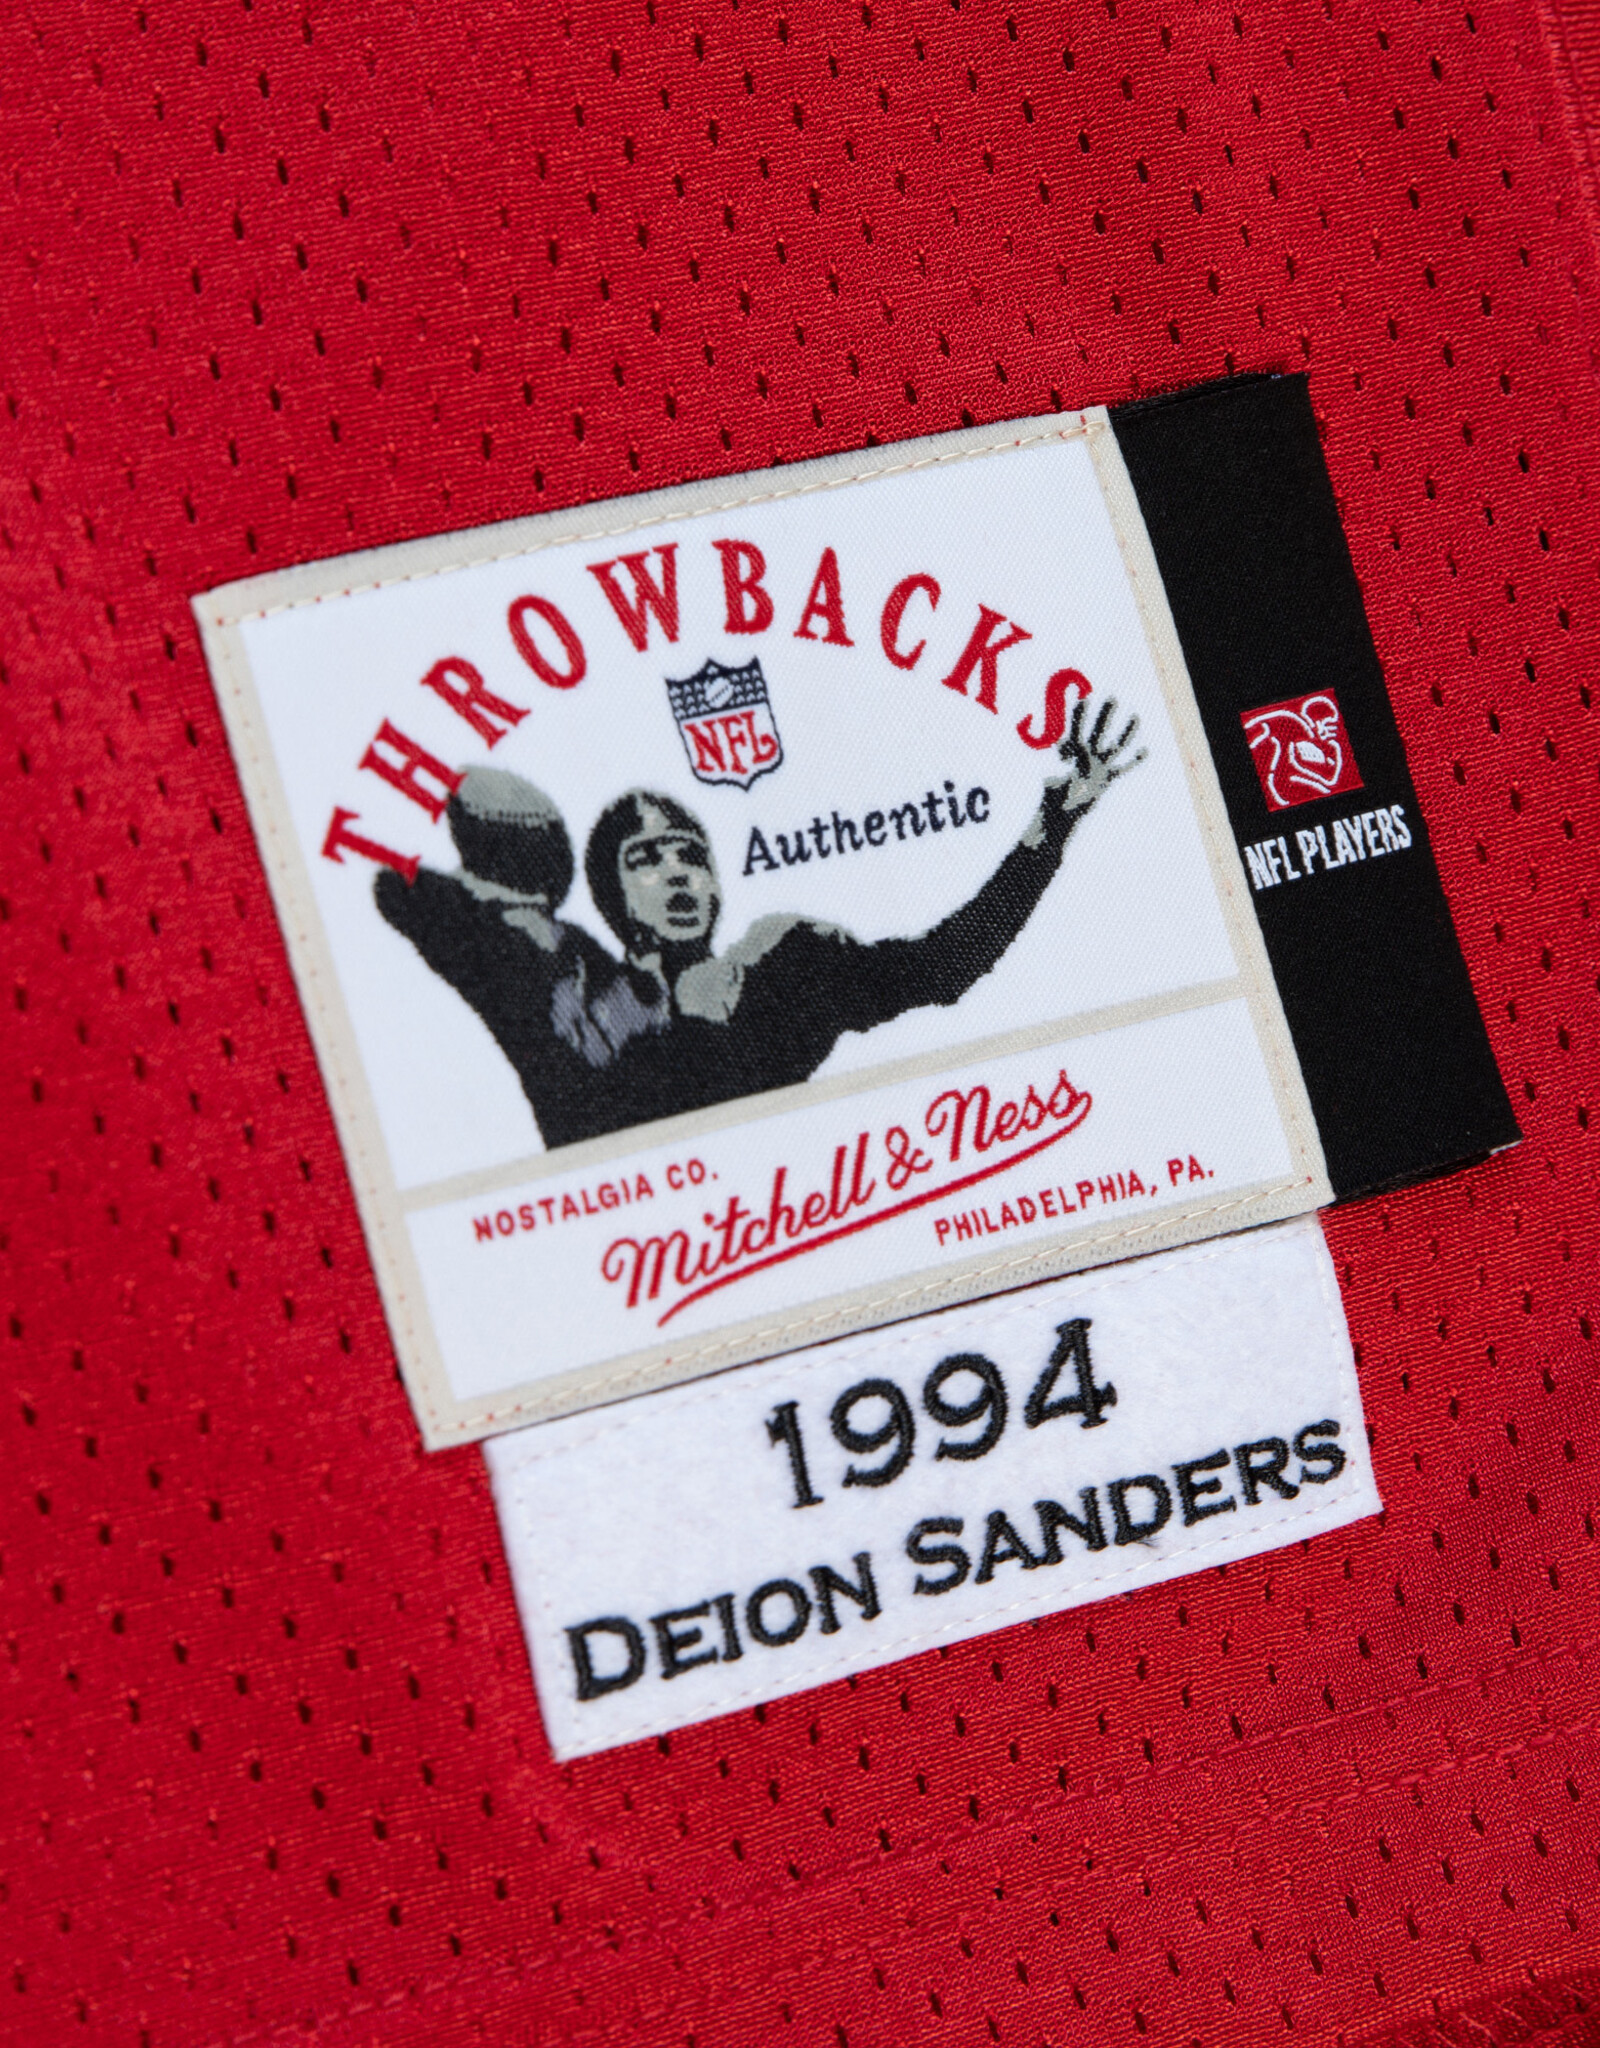 THROWBACKS
NFL
Authentic
NFL PLAYERS
NOSTALGIA CO.
Mitchell & Ness
PHILADELPHIA, PA.
1994
DEION SANDERS